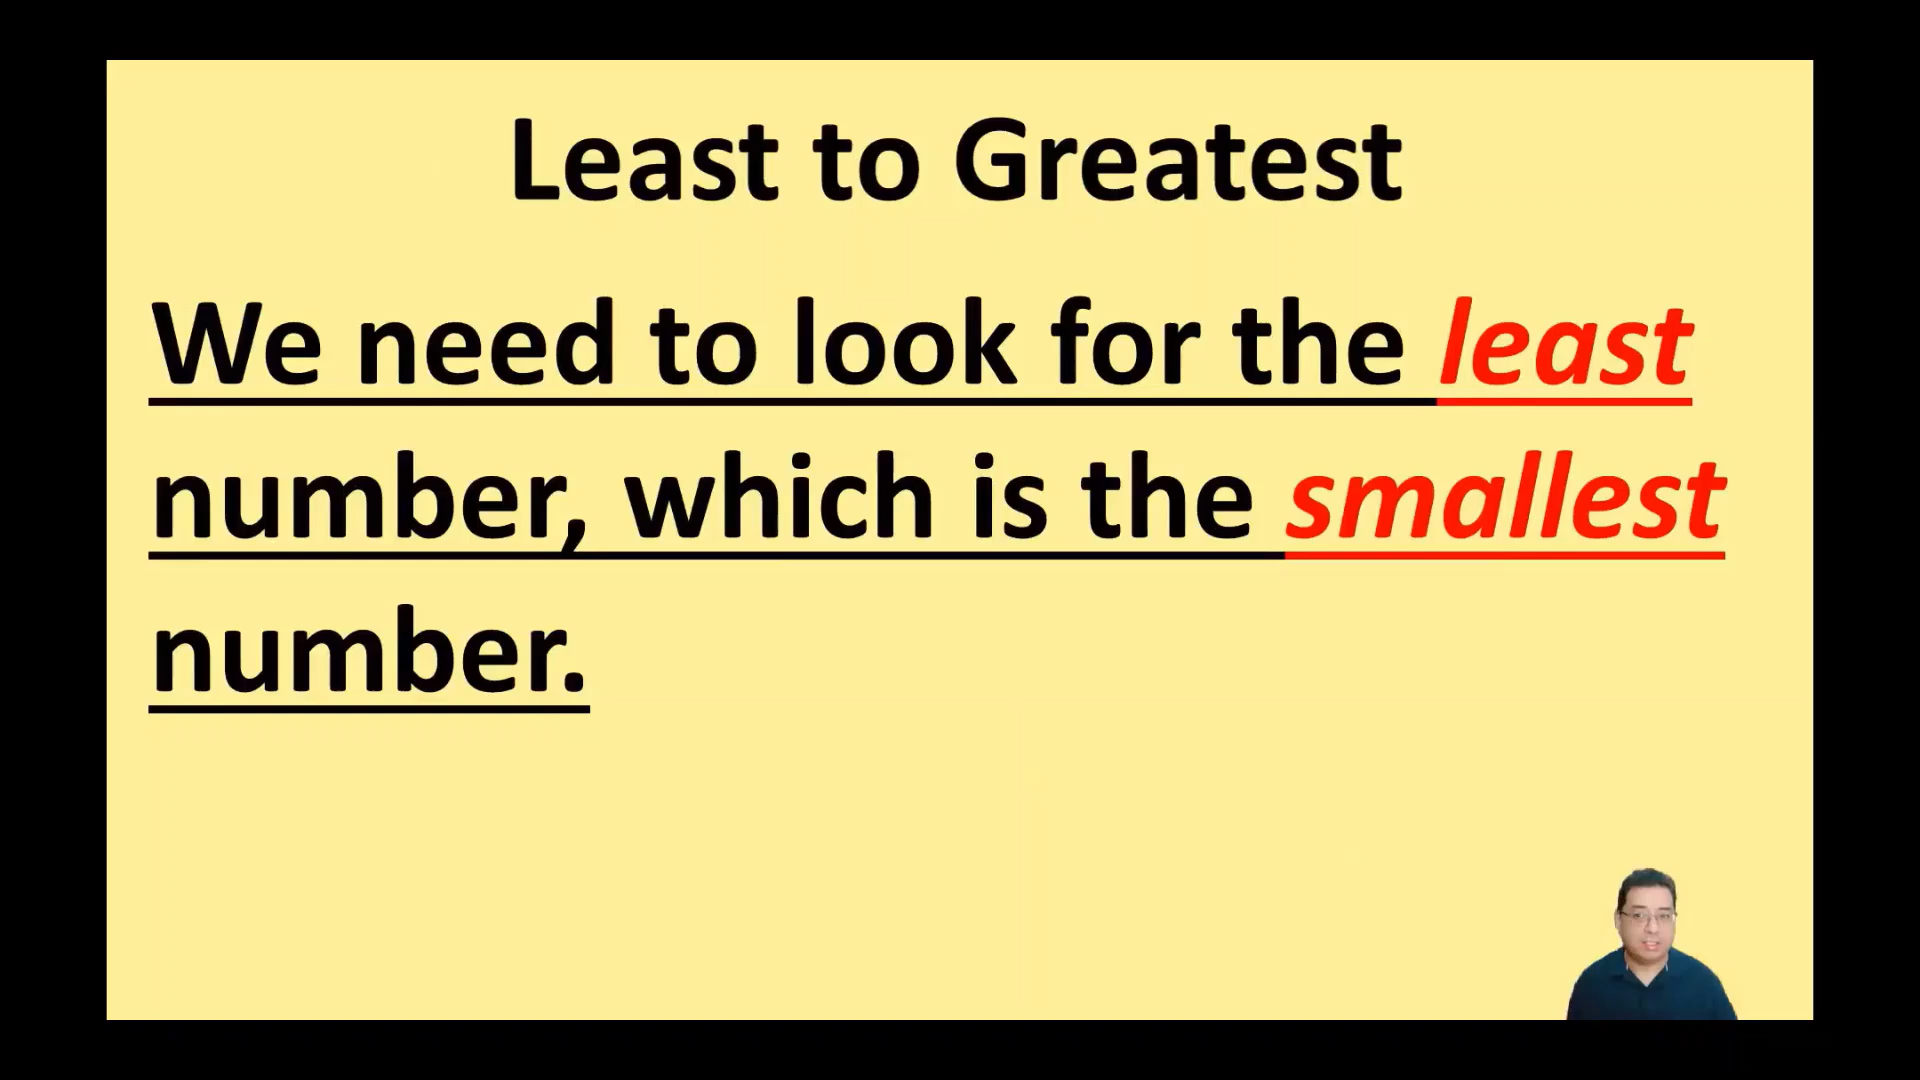 Least to Greatest
We need to look for the least
number, which is the smallest
number.